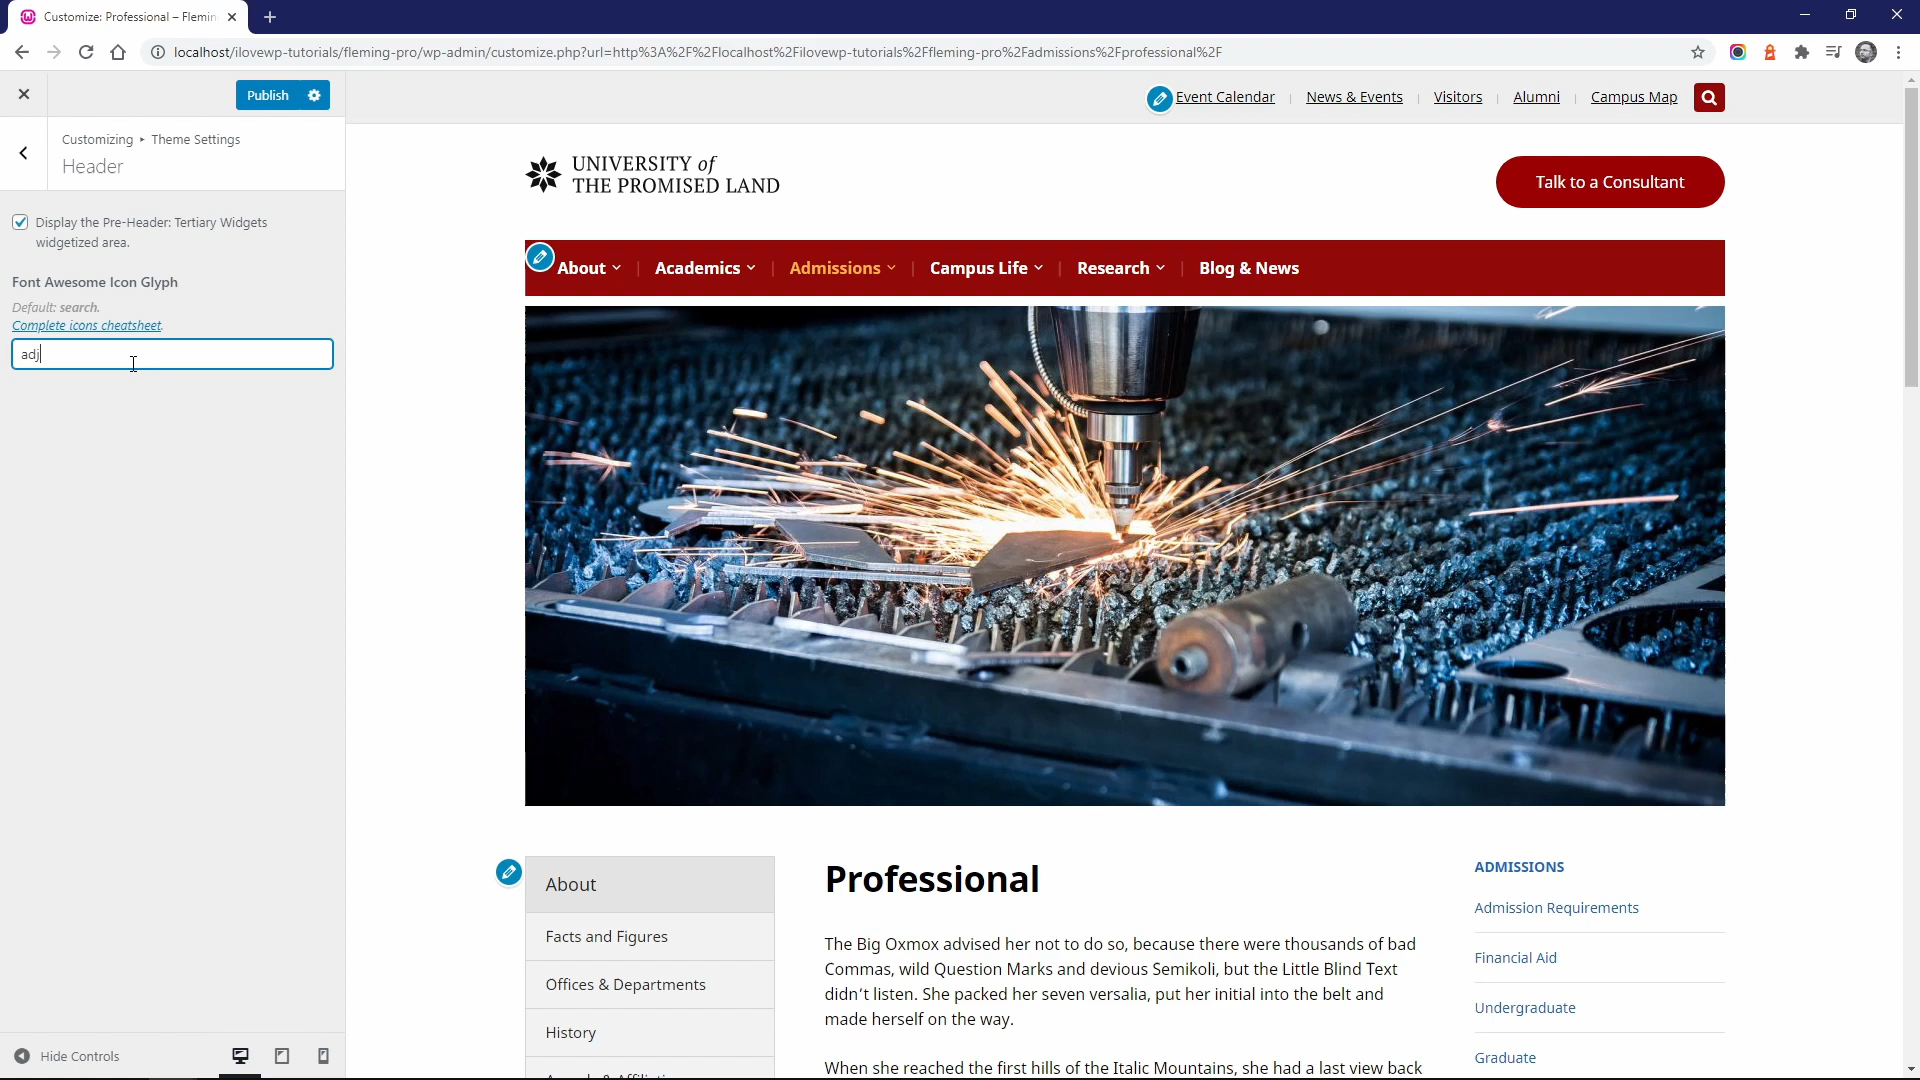 Customize: Professional – Flemin
localhost/ilovewp-tutorials/fleming-pro/wp-admin/customize.php?url=http%3A%2F%2Flocalhost%2Filovewp-tutorials%2Ffleming-pro%2Fadmissions%2Fprofessional%2F
Publish
Customizing ▸ Theme Settings
Header
Display the Pre-Header: Tertiary Widgets
widgetized area.
Font Awesome Icon Glyph
Default: search.
Complete icons cheatsheet.
adj
Hide Controls
Event Calendar
News & Events
Visitors
Alumni
Campus Map
UNIVERSITY of
THE PROMISED LAND
Talk to a Consultant
About
Academics
Admissions
Campus Life
Research
Blog & News
About
Facts and Figures
Offices & Departments
History
Professional
The Big Oxmox advised her not to do so, because there were thousands of bad
Commas, wild Question Marks and devious Semikoli, but the Little Blind Text
didn't listen. She packed her seven versalia, put her initial into the belt and
made herself on the way.
When she reached the first hills of the Italic Mountains, she had a last view back
ADMISSIONS
Admission Requirements
Financial Aid
Undergraduate
Graduate